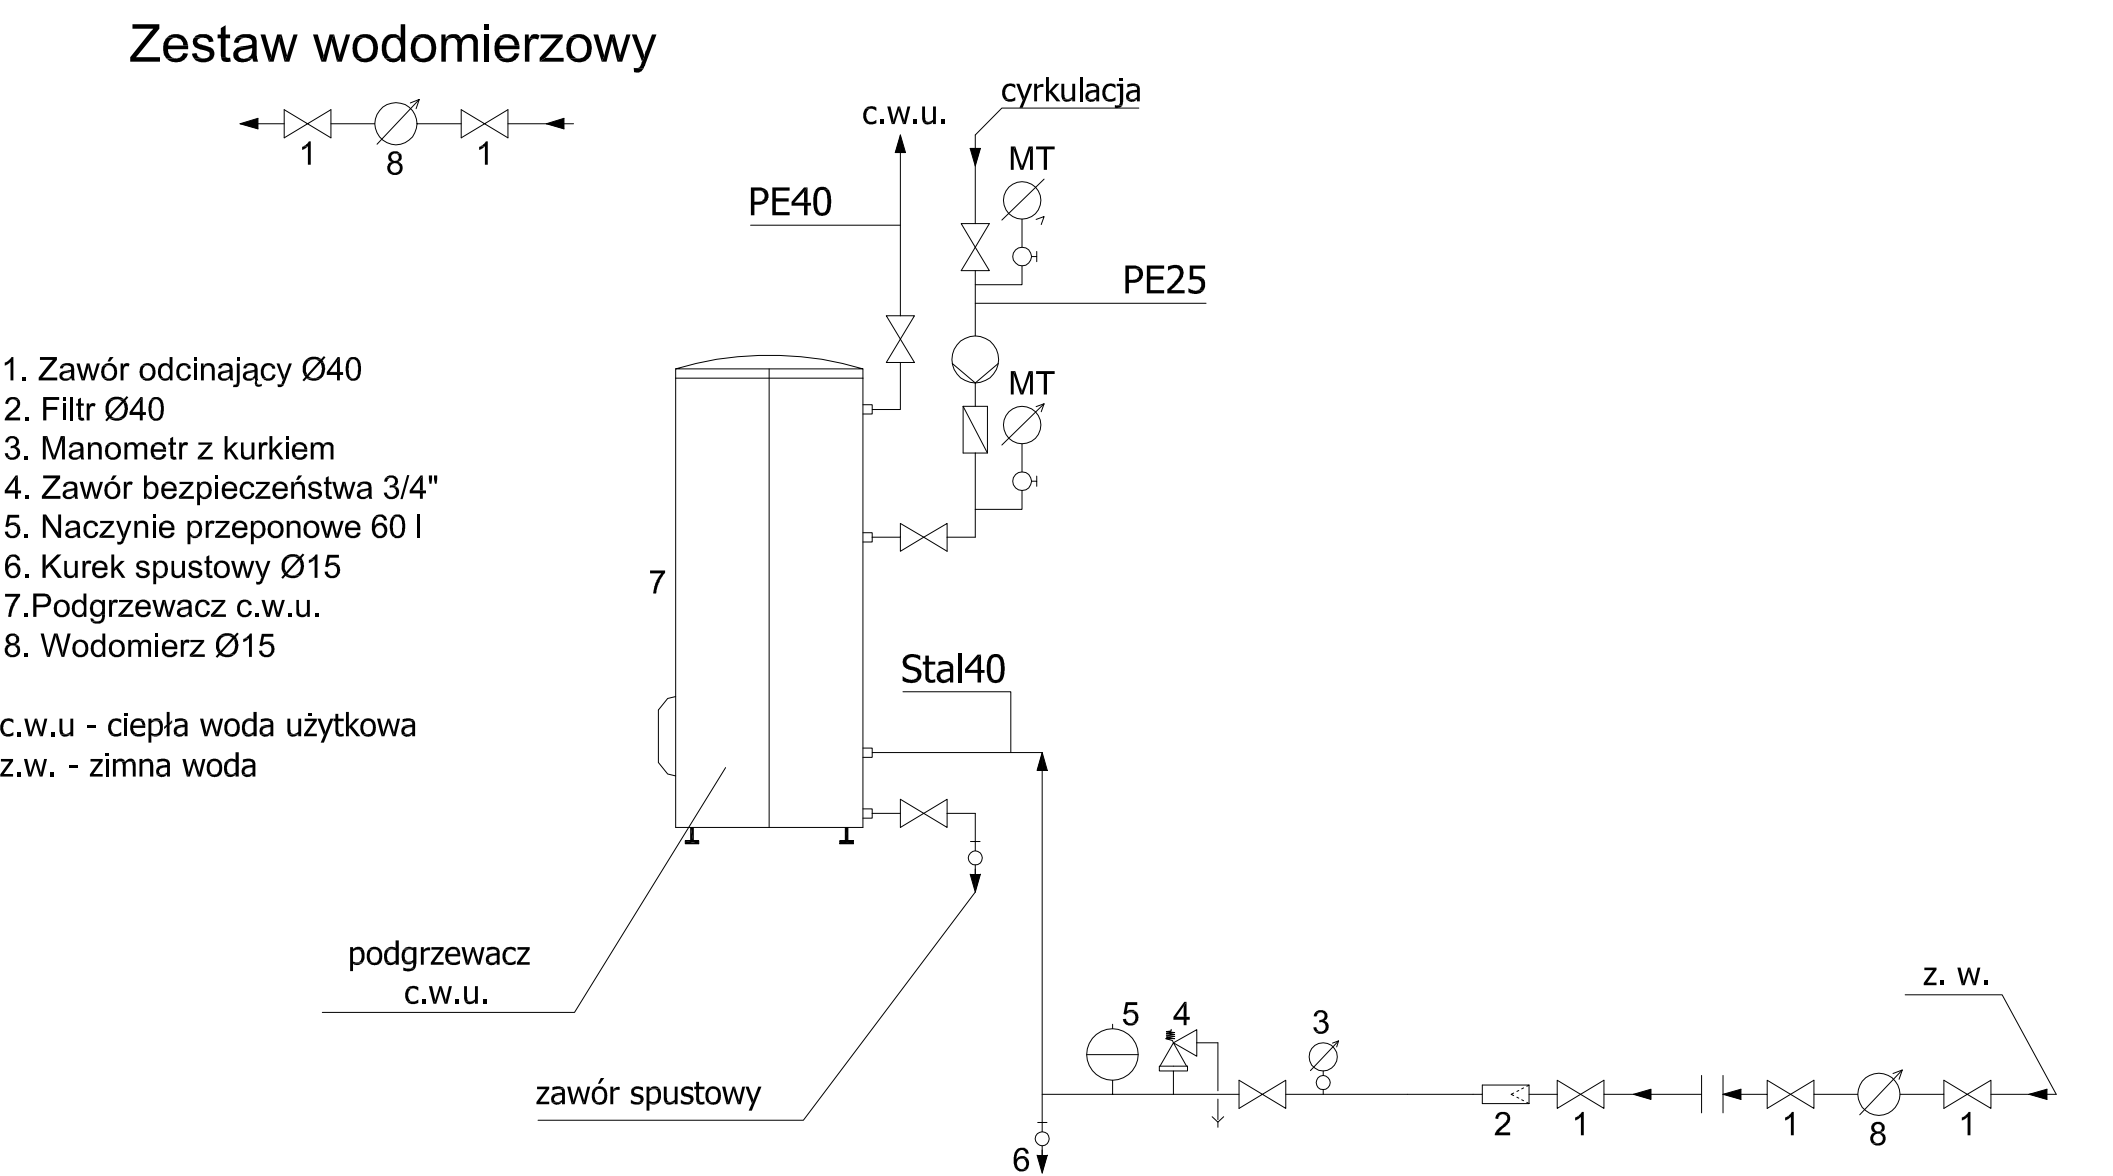 Zestaw wodomierzowy
1
8
1
c.w.u.
cyrkulacja
MT
PE40
PE25
MT
1. Zawór odcinający Ø40
2. Filtr Ø40
3. Manometr z kurkiem
4. Zawór bezpieczeństwa 3/4"
5. Naczynie przeponowe 60 l
6. Kurek spustowy Ø15
7.Podgrzewacz c.w.u.
8. Wodomierz Ø15
c.w.u - ciepła woda użytkowa
z.w. - zimna woda
7
Stal40
podgrzewacz
c.w.u.
zawór spustowy
z. w.
5
4
3
2
1
1
8
1
6